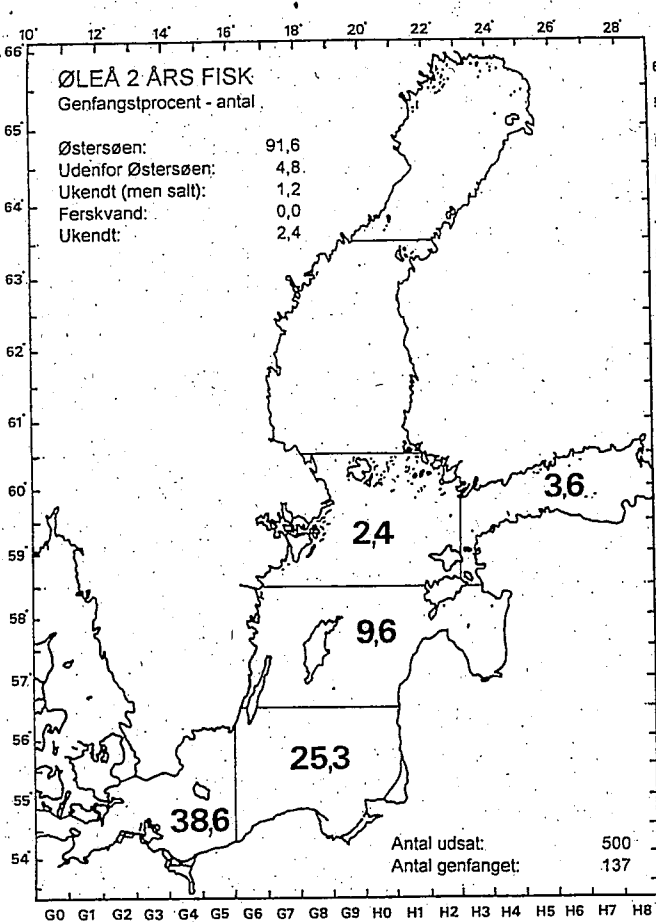 10° 12° 14° 16° 18° 20° 22° 24° 26° 28°
66°
ØLEÅ 2 ÅRS FISK
Genfangstprocent - antal
Østersøen: 91,6
Udenfor Østersøen: 4,8
Ukendt (men salt): 1,2
Ferskvand: 0,0
Ukendt: 2,4
65°
64°
63°
62°
61°
60°
3,6
2,4
59°
58°
9,6
57°
56°
25,3
55°
38,6
54°
Antal udsat: 500
Antal genfanget: 137
G0 G1 G2 G3 G4 G5 G6 G7 G8 G9 H0 H1 H2 H3 H4 H5 H6 H7 H8